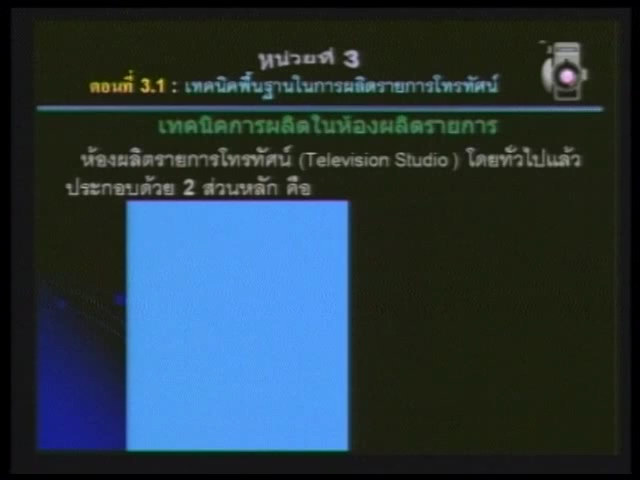 หน่วยที่ 3
ตอนที่ 3.1 : เทคนิคพื้นฐานในการผลิตรายการโทรทัศน์
เทคนิคการผลิตในห้องผลิตรายการ
ห้องผลิตรายการโทรทัศน์ (Television Studio ) โดยทั่วไปแล้ว
ประกอบด้วย 2 ส่วนหลัก คือ